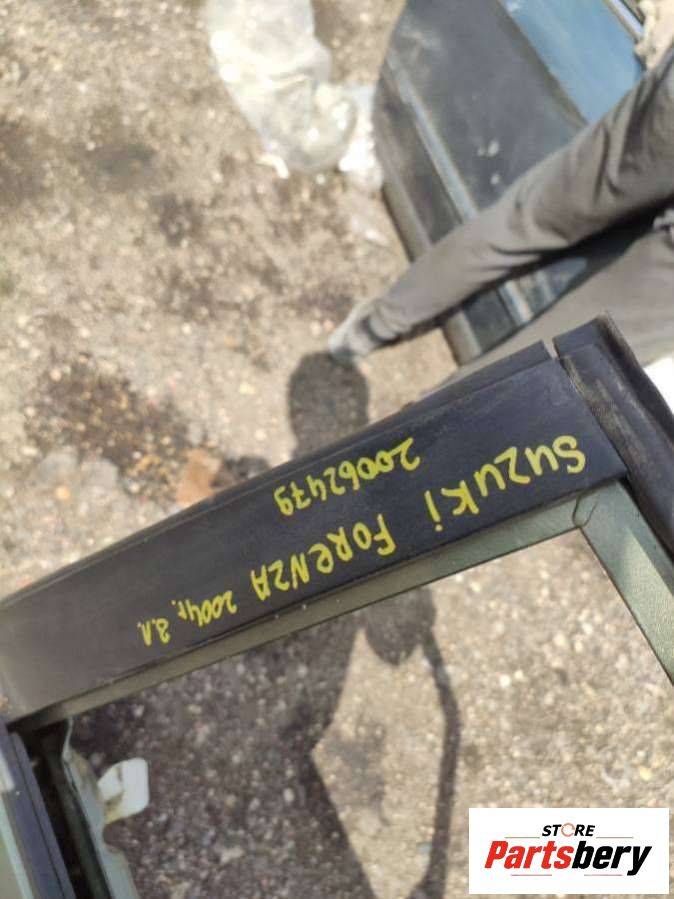 Suzuki FORENZA 2004г. З.Л.
20062479
STORE
Partsbery